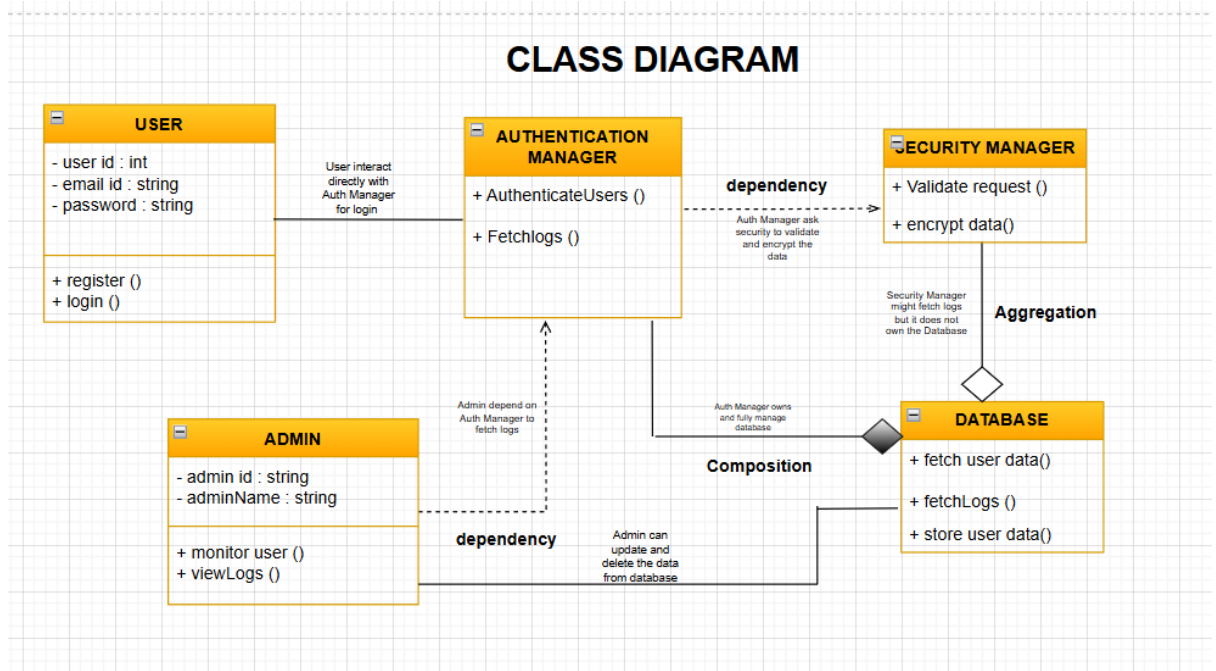 CLASS DIAGRAM
USER
- user id : int
- email id : string
- password : string
+ register ()
+ login ()
User interact
directly with
Auth Manager
for login
AUTHENTICATION
MANAGER
+ AuthenticateUsers ()
+ Fetchlogs ()
dependency
Auth Manager ask
security to validate
and encrypt the
data
SECURITY MANAGER
+ Validate request ()
+ encrypt data()
Security Manager
might fetch logs
but it does not
own the Database
Aggregation
Admin depend on
Auth Manager to
fetch logs
Auth Manager owns
and fully manage
database
Composition
DATABASE
+ fetch user data()
+ fetchLogs ()
+ store user data()
ADMIN
- admin id : string
- adminName : string
+ monitor user ()
+ viewLogs ()
dependency
Admin can
update and
delete the data
from database